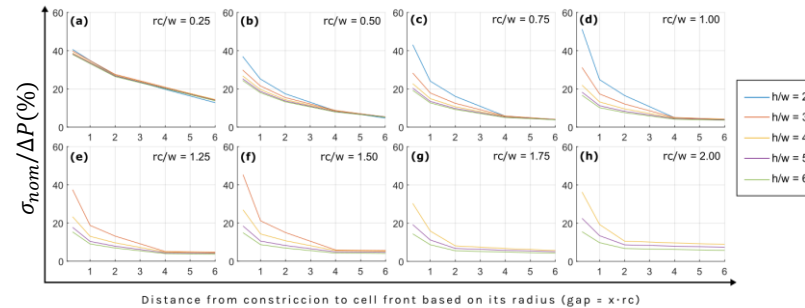 (a) rc/w = 0.25
(b) rc/w = 0.50
(c) rc/w = 0.75
(d) rc/w = 1.00
60
40
20
0
1 2 3 4 5 6
60
40
20
0
1 2 3 4 5 6
60
40
20
0
1 2 3 4 5 6
60
40
20
0
1 2 3 4 5 6
σnom/ΔP(%)
(e) rc/w = 1.25
(f) rc/w = 1.50
(g) rc/w = 1.75
(h) rc/w = 2.00
60
40
20
0
1 2 3 4 5 6
60
40
20
0
1 2 3 4 5 6
60
40
20
0
1 2 3 4 5 6
60
40
20
0
1 2 3 4 5 6
h/w = 2
h/w = 3
h/w = 4
h/w = 5
h/w = 6
Distance from constriccion to cell front based on its radius (gap = x·rc)